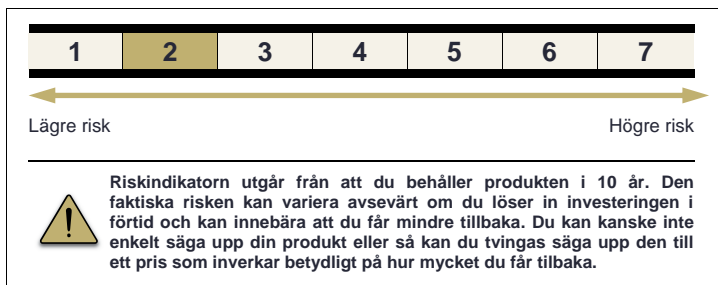 1 2 3 4 5 6 7
Lägre risk Högre risk
Riskindikatorn utgår från att du behåller produkten i 10 år. Den
faktiska risken kan variera avsevärt om du löser in investeringen i
förtid och kan innebära att du får mindre tillbaka. Du kan kanske inte
enkelt säga upp din produkt eller så kan du tvingas säga upp den till
ett pris som inverkar betydligt på hur mycket du får tilbaka.